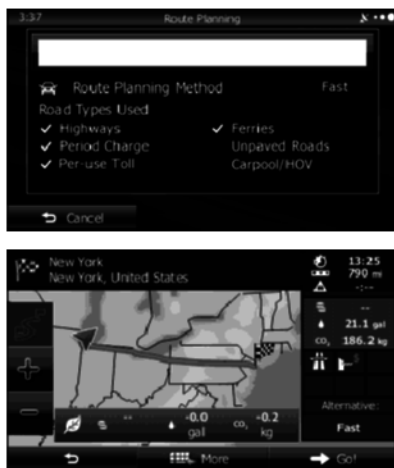 3:37 Route Planning
Route Planning Method Fast
Road Types Used
Highways Ferries
Period Charge Unpaved Roads
Per-use Toll Carpool/HOV
Cancel
New York
New York, United States
13:25
790 mi
-:--
--
21.1 gal
CO₂ 186.2 kg
Alternative:
Fast
-- -0.0 gal CO₂ -0.2 kg
More Go!